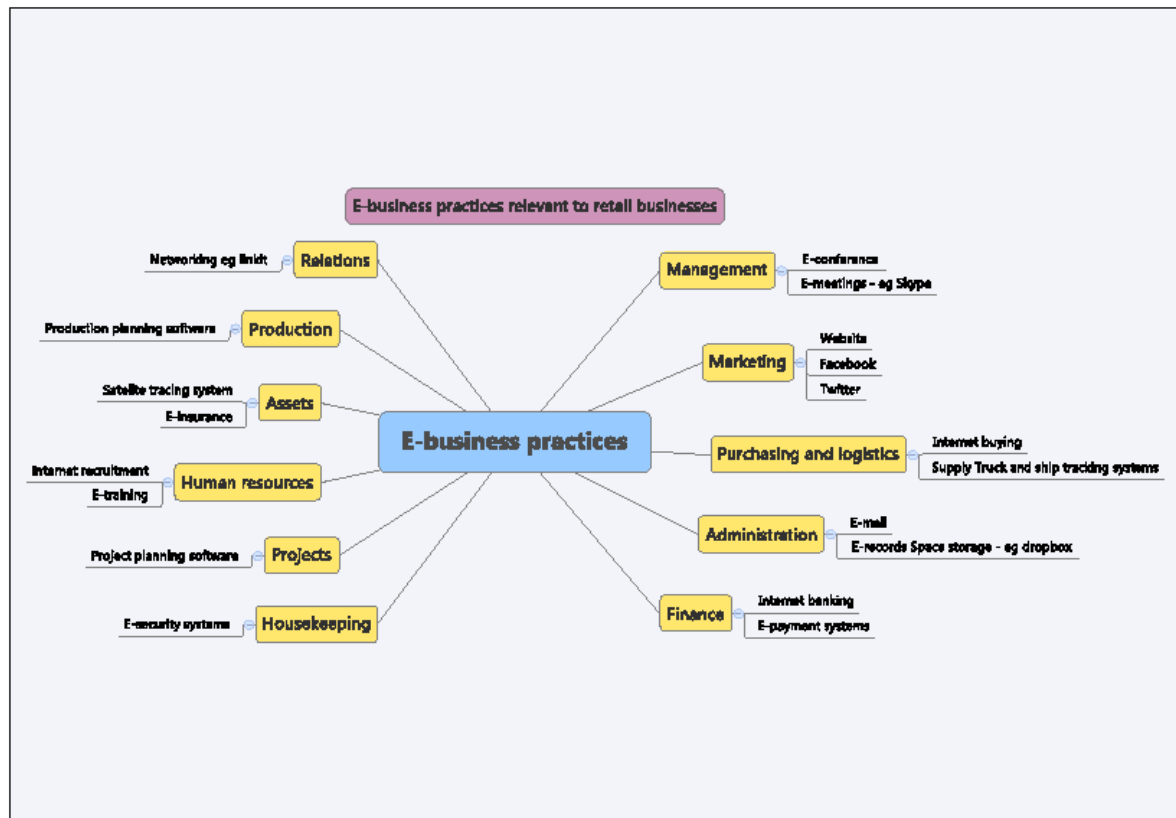 E-business practices relevant to retail businesses
Networking eg linkdt
Relations
Production planning software
Production
Satelite tracing system
E-insurance
Assets
Internet recruitment
E-training
Human resources
Project planning software
Projects
E-security systems
Housekeeping
E-business practices
Management
E-conference
E-meetings - eg Skype
Marketing
Website
Facebook
Twitter
Purchasing and logistics
Internet buying
Supply Truck and ship tracking systems
Administration
E-mail
E-records Space storage - eg dropbox
Finance
Internet banking
E-payment systems